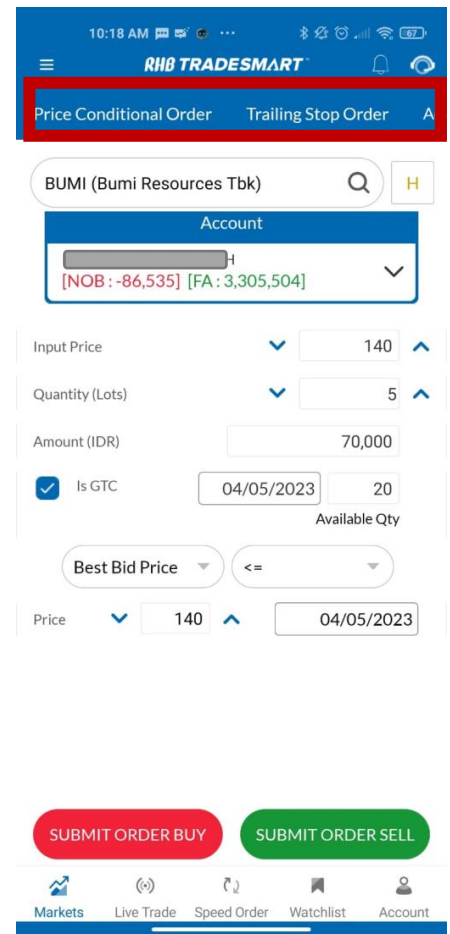 10:18 AM 67
RHB TRADESMART
Price Conditional Order Trailing Stop Order A
BUMI (Bumi Resources Tbk) H
Account
H
[NOB : -86,535] [FA : 3,305,504]
Input Price 140
Quantity (Lots) 5
Amount (IDR) 70,000
Is GTC 04/05/2023 20
Available Qty
Best Bid Price <=
Price 140 04/05/2023
SUBMIT ORDER BUY SUBMIT ORDER SELL
Markets Live Trade Speed Order Watchlist Account